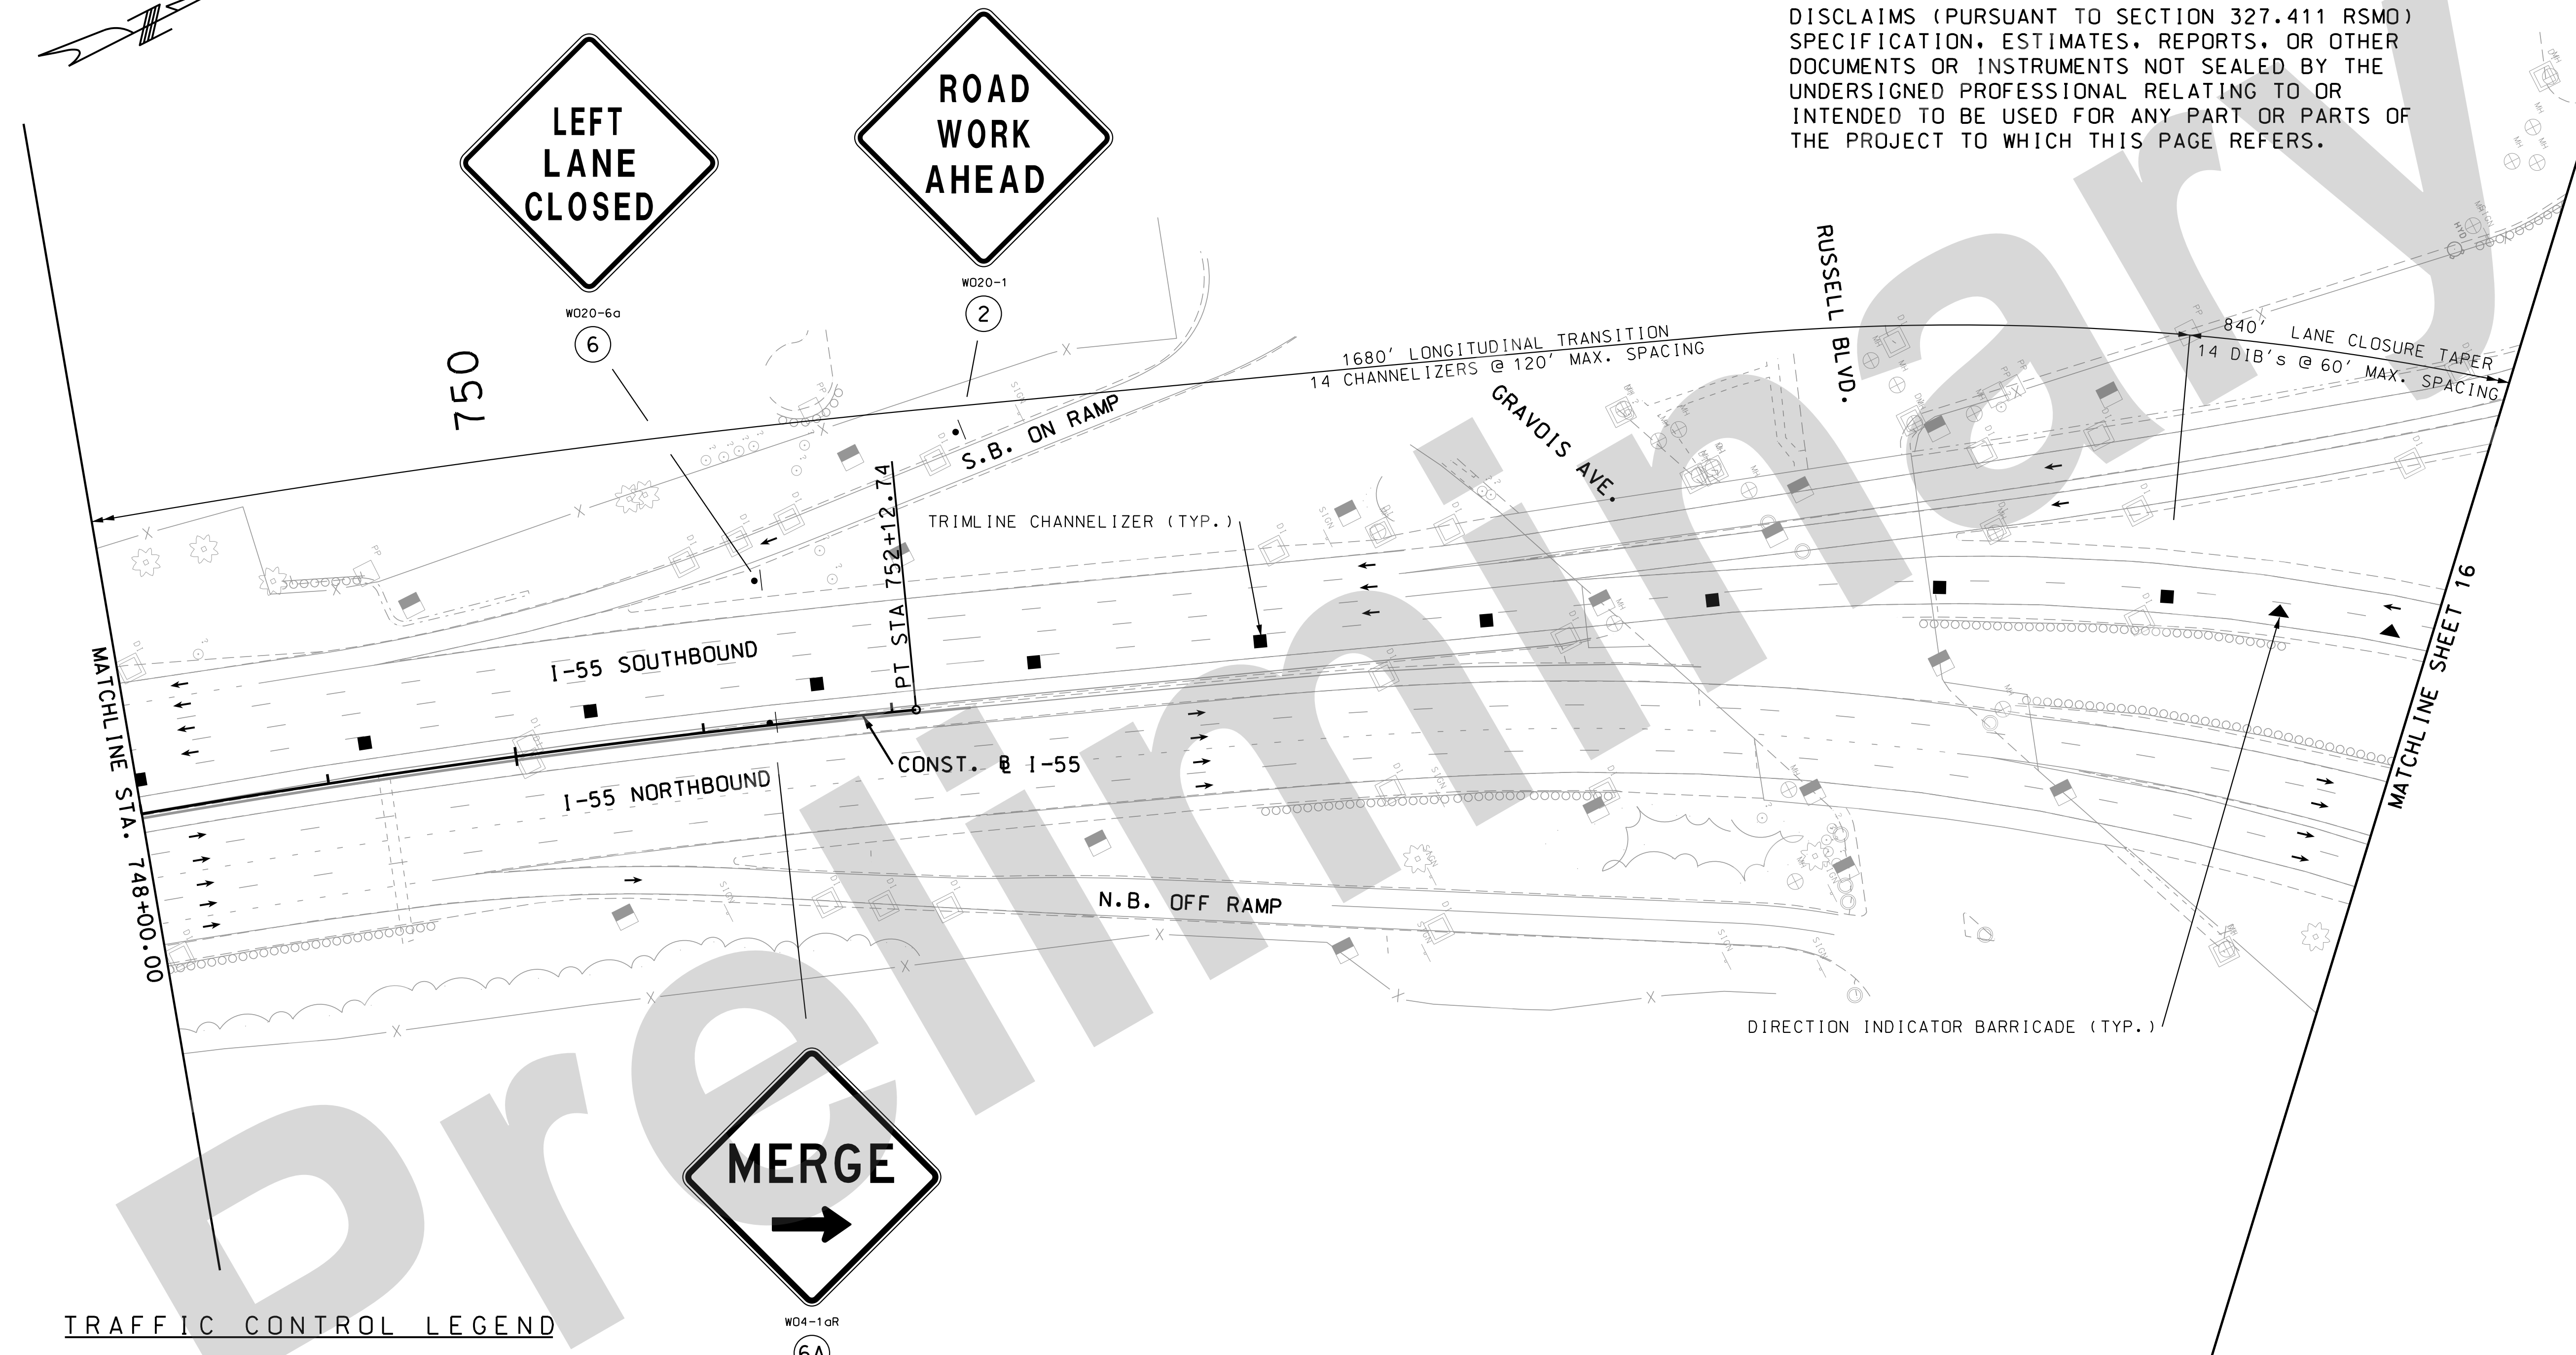 DISCLAIMS (PURSUANT TO SECTION 327.411 RSMO)
SPECIFICATION, ESTIMATES, REPORTS, OR OTHER
DOCUMENTS OR INSTRUMENTS NOT SEALED BY THE
UNDERSIGNED PROFESSIONAL RELATING TO OR
INTENDED TO BE USED FOR ANY PART OR PARTS OF
THE PROJECT TO WHICH THIS PAGE REFERS.
LEFT
LANE
CLOSED
WO20-6a
6
ROAD
WORK
AHEAD
WO20-1
2
750
RUSSELL BLVD.
1680' LONGITUDINAL TRANSITION
14 CHANNELIZERS @ 120' MAX. SPACING
840' LANE CLOSURE TAPER
14 DIB's @ 60' MAX. SPACING
GRAVOIS AVE.
S.B. ON RAMP
TRIMLINE CHANNELIZER (TYP.)
PT STA 752+12.74
I-55 SOUTHBOUND
CONST. ℄ I-55
I-55 NORTHBOUND
MATCHLINE STA. 748+00.00
MATCHLINE SHEET 16
N.B. OFF RAMP
DIRECTION INDICATOR BARRICADE (TYP.)
MERGE
WO4-1aR
6A
TRAFFIC CONTROL LEGEND
Preliminary